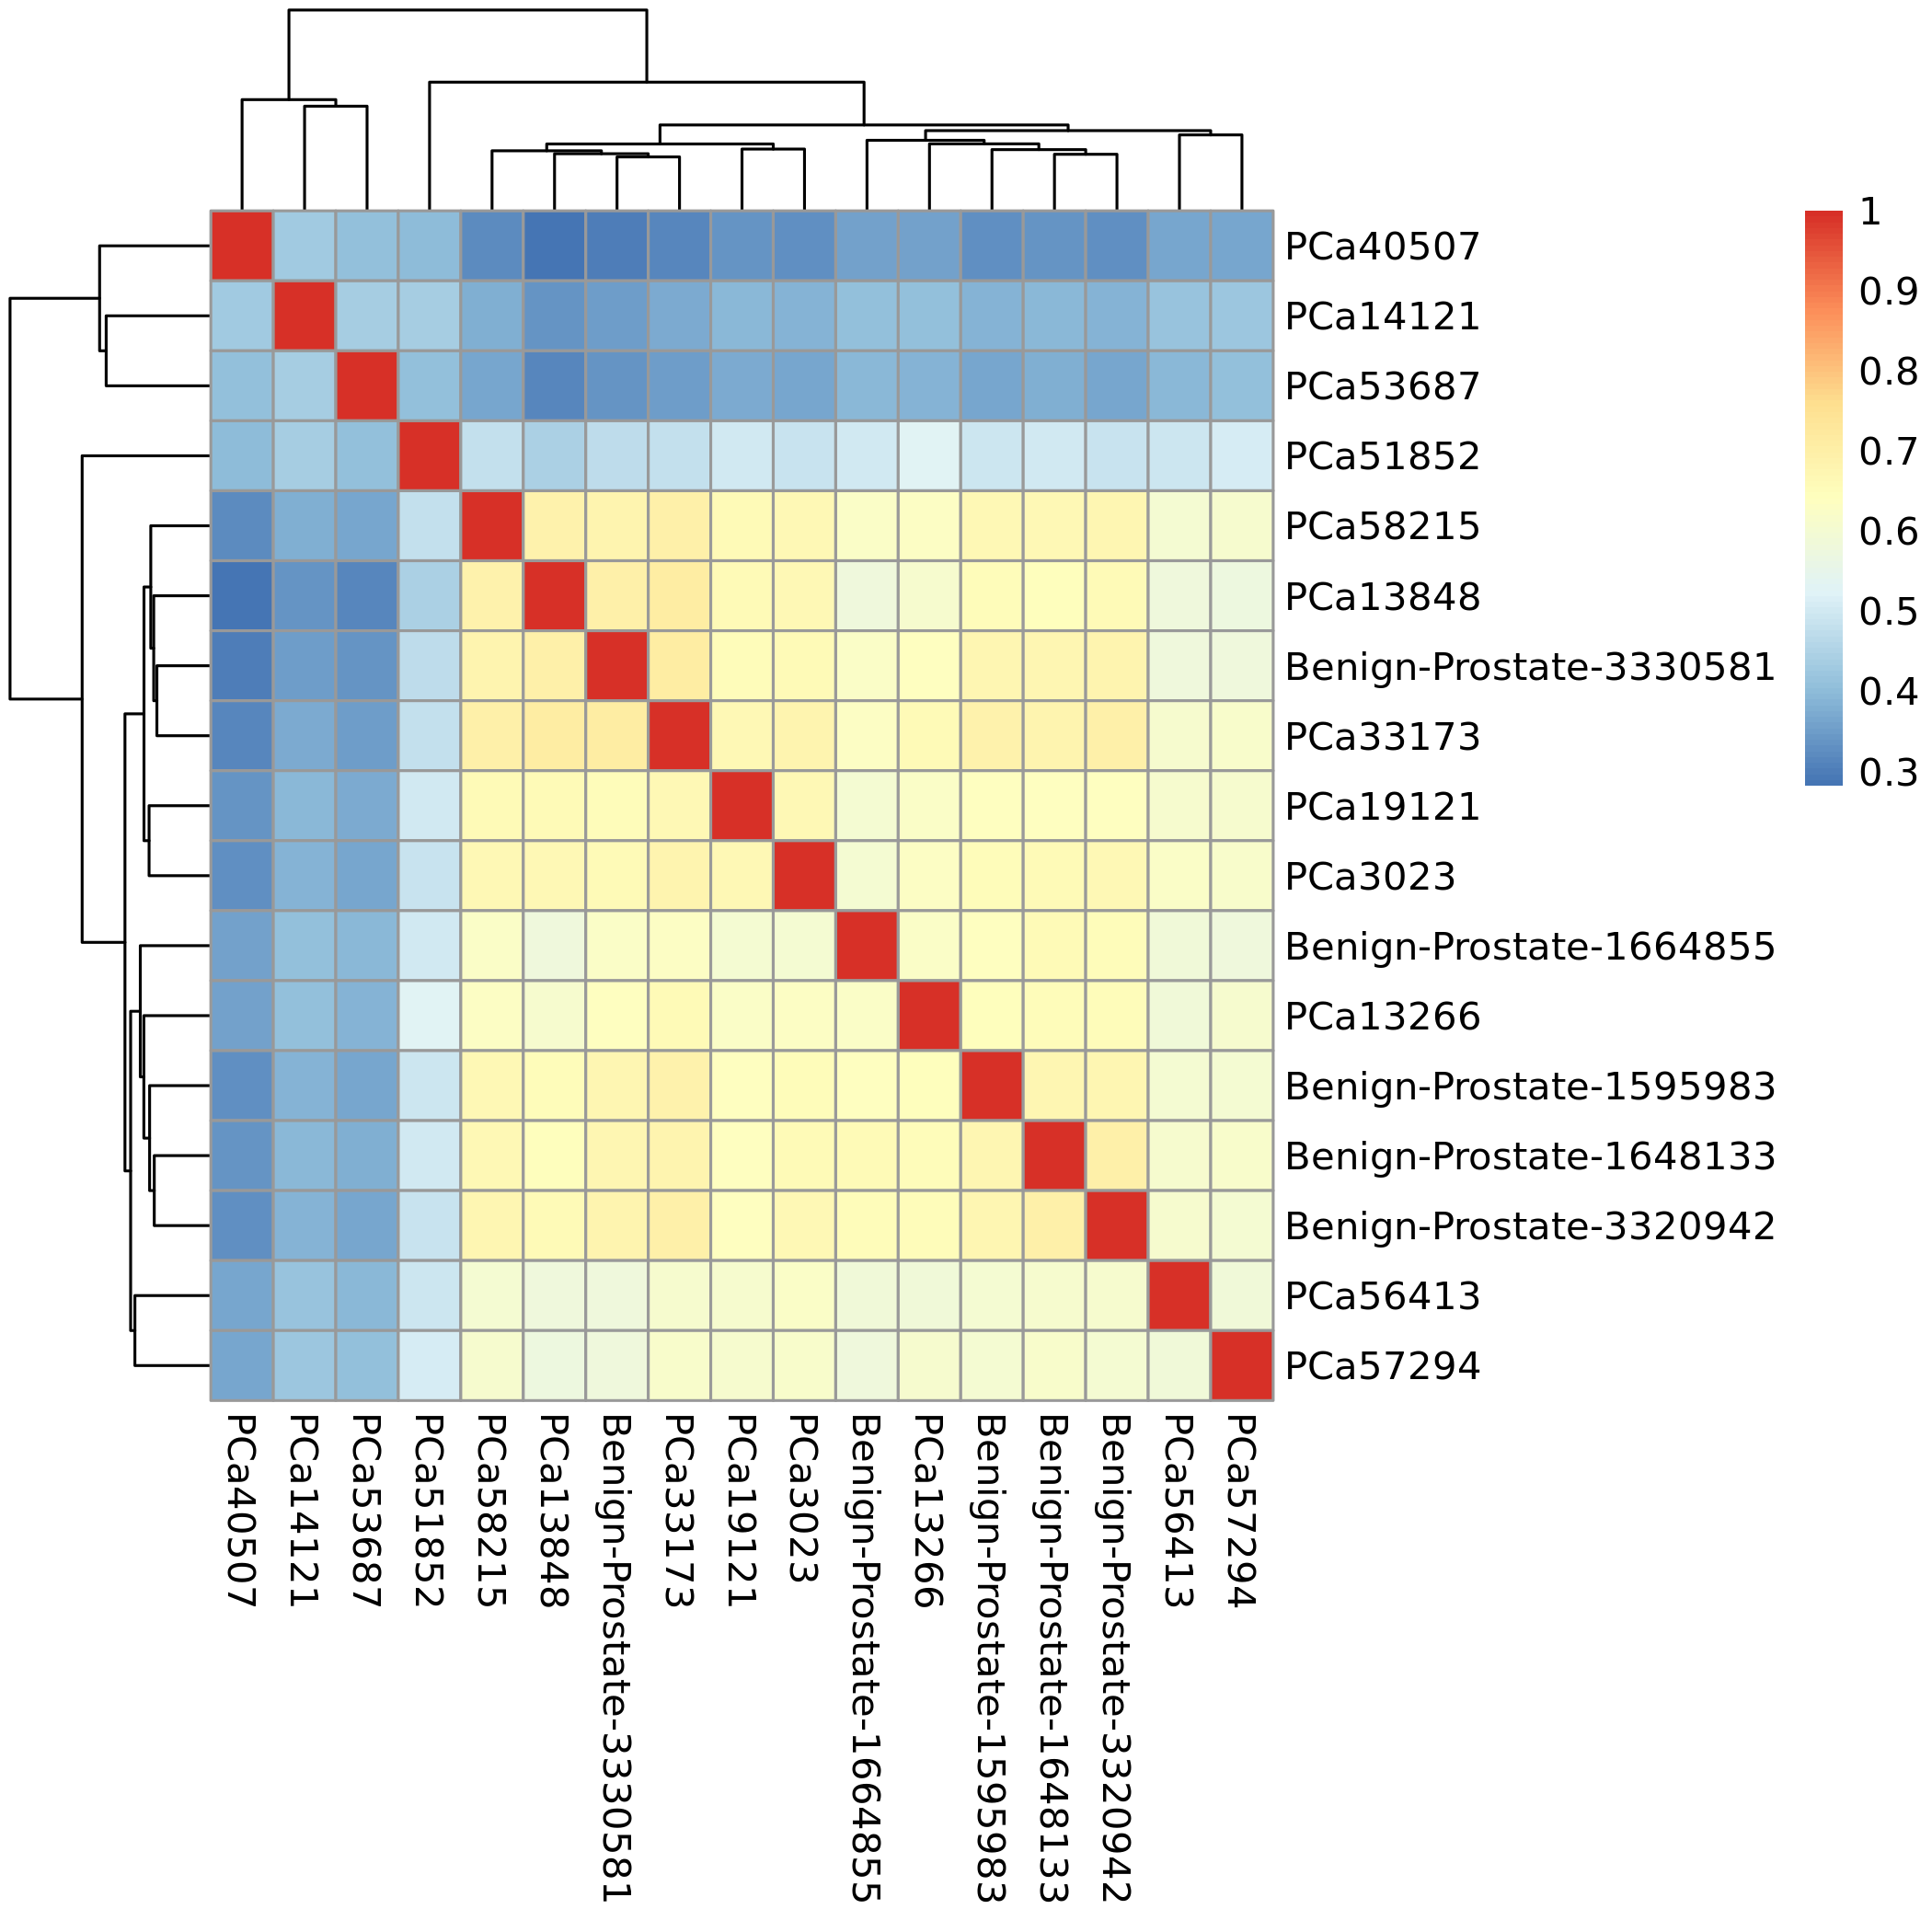 PCa40507
PCa14121
PCa53687
PCa51852
PCa58215
PCa13848
Benign-Prostate-3330581
PCa33173
PCa19121
PCa3023
Benign-Prostate-1664855
PCa13266
Benign-Prostate-1595983
Benign-Prostate-1648133
Benign-Prostate-3320942
PCa56413
PCa57294
1
0.9
0.8
0.7
0.6
0.5
0.4
0.3
PCa40507
PCa14121
PCa53687
PCa51852
PCa58215
PCa13848
Benign-Prostate-3330581
PCa33173
PCa19121
PCa3023
Benign-Prostate-1664855
PCa13266
Benign-Prostate-1595983
Benign-Prostate-1648133
Benign-Prostate-3320942
PCa56413
PCa57294